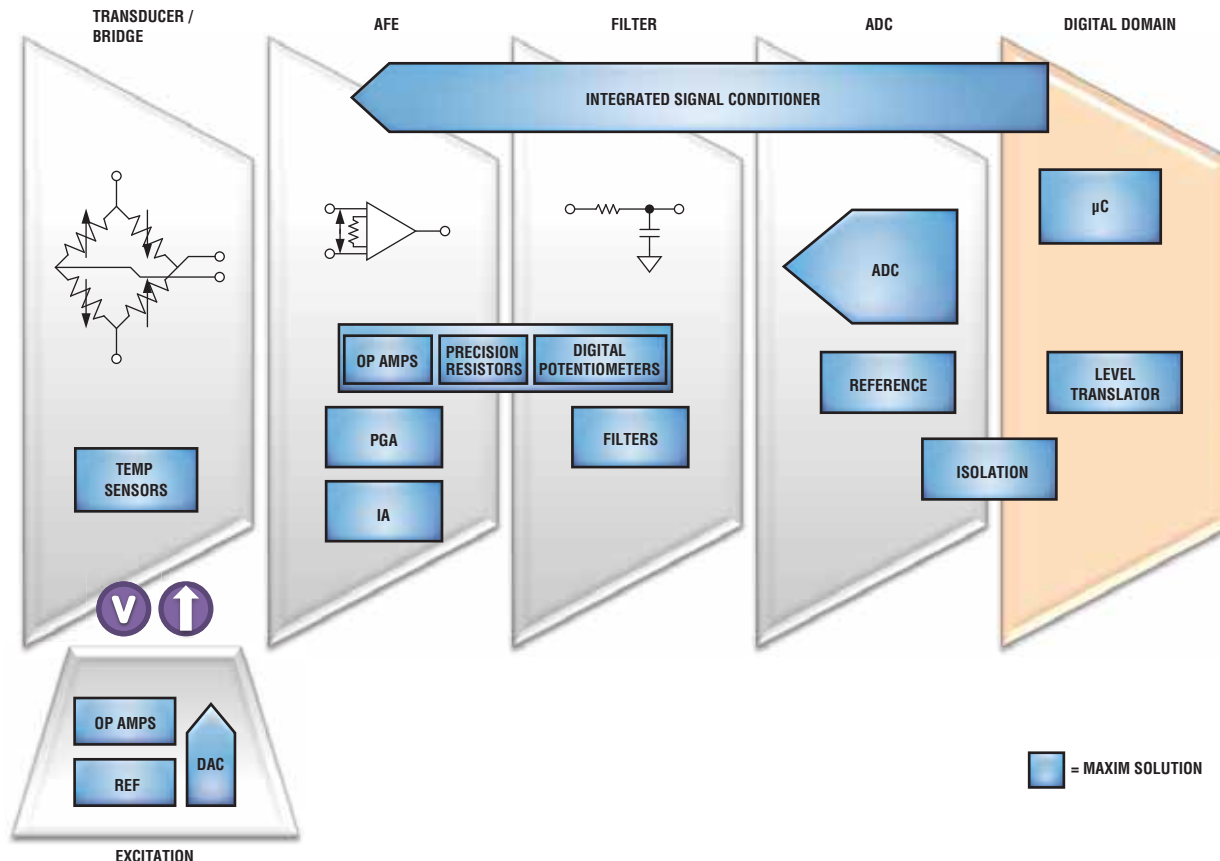 TRANSDUCER /
BRIDGE
AFE
FILTER
ADC
DIGITAL DOMAIN
INTEGRATED SIGNAL CONDITIONER
µC
ADC
OP AMPS
PRECISION
RESISTORS
DIGITAL
POTENTIOMETERS
REFERENCE
LEVEL
TRANSLATOR
PGA
FILTERS
ISOLATION
TEMP
SENSORS
IA
V
OP AMPS
REF
DAC
= MAXIM SOLUTION
EXCITATION